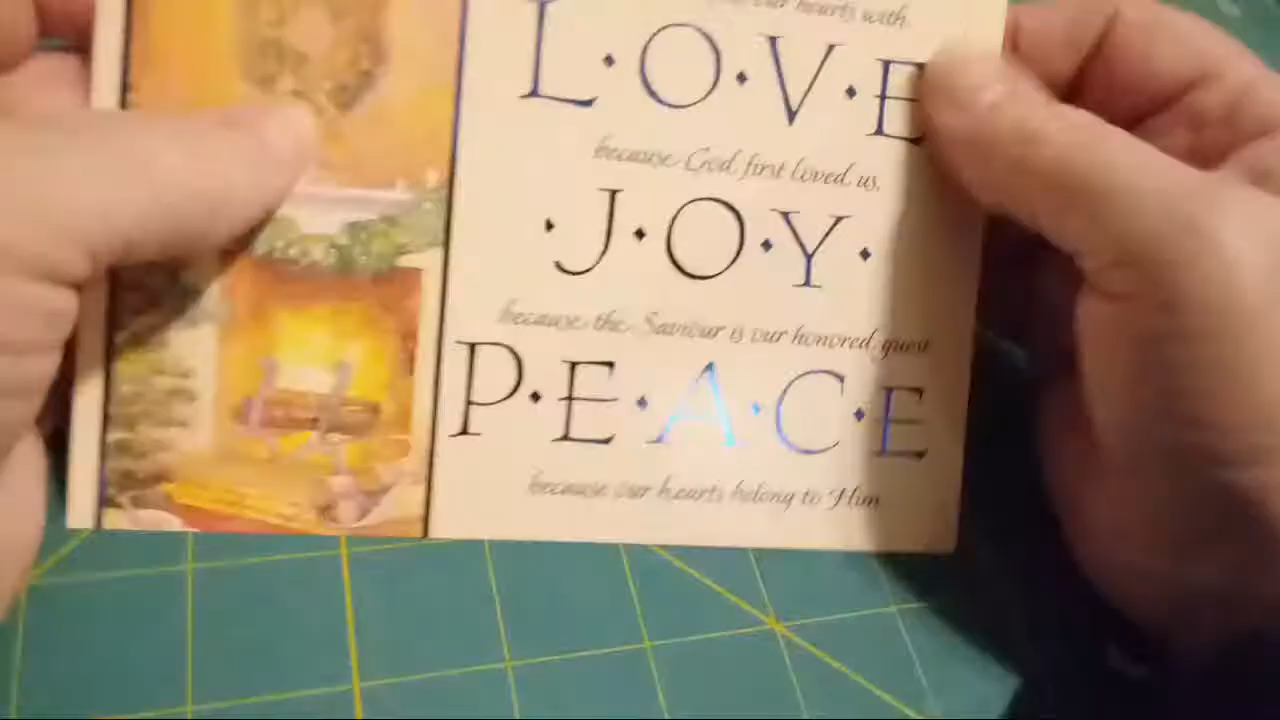 our hearts with
L·O·V·E
because God first loved us,
·J·O·Y·
because the Saviour is our honored guest
P·E·A·C·E
because our hearts belong to Him